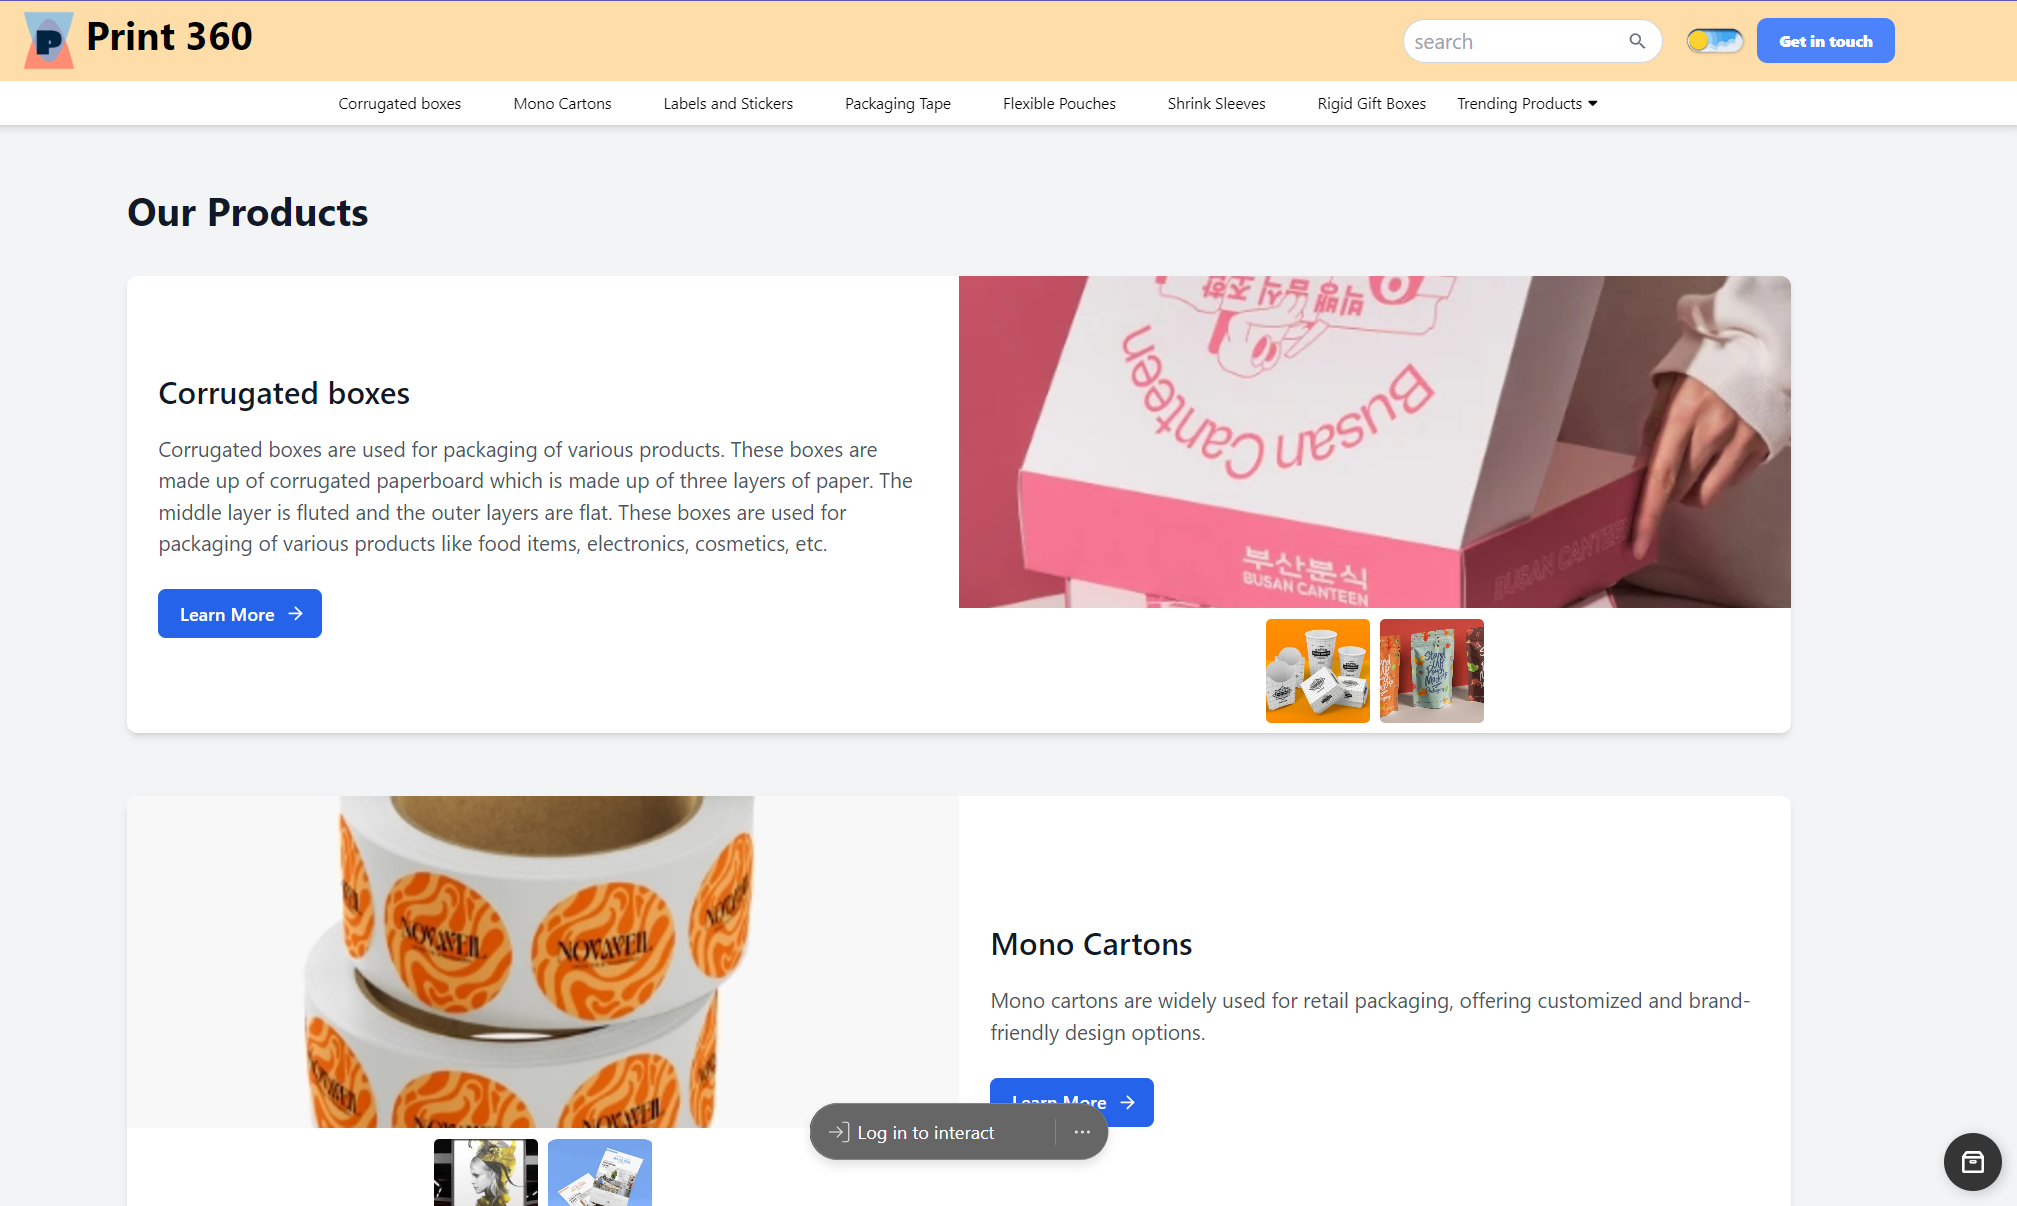 P Print 360
search
Get in touch
Corrugated boxes
Mono Cartons
Labels and Stickers
Packaging Tape
Flexible Pouches
Shrink Sleeves
Rigid Gift Boxes
Trending Products
Our Products
Corrugated boxes
Corrugated boxes are used for packaging of various products. These boxes are
made up of corrugated paperboard which is made up of three layers of paper. The
middle layer is fluted and the outer layers are flat. These boxes are used for
packaging of various products like food items, electronics, cosmetics, etc.
Learn More
Busan Canteen
부산분식
BUSAN CANTEEN
BUSAN CANTEEN
Stand
Up
Pouch
Mockup
NOVAVEIL
NOVAVEIL
Mono Cartons
Mono cartons are widely used for retail packaging, offering customized and brand-
friendly design options.
Learn More
Log in to interact